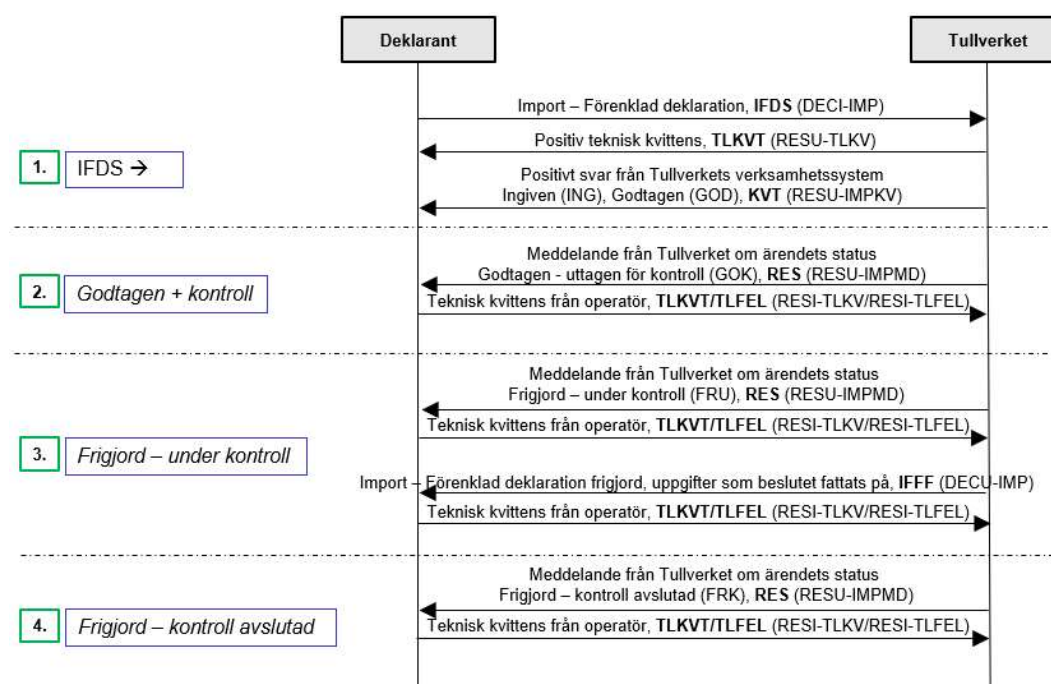 Deklarant
Tullverket
Import – Förenklad deklaration, IFDS (DECI-IMP)
Positiv teknisk kvittens, TLKVT (RESU-TLKV)
1.
IFDS →
Positivt svar från Tullverkets verksamhetssystem
Ingiven (ING), Godtagen (GOD), KVT (RESU-IMPKV)
2.
Godtagen + kontroll
Meddelande från Tullverket om ärendets status
Godtagen - uttagen för kontroll (GOK), RES (RESU-IMPMD)
Teknisk kvittens från operatör, TLKVT/TLFEL (RESI-TLKV/RESI-TLFEL)
3.
Frigjord – under kontroll
Meddelande från Tullverket om ärendets status
Frigjord – under kontroll (FRU), RES (RESU-IMPMD)
Teknisk kvittens från operatör, TLKVT/TLFEL (RESI-TLKV/RESI-TLFEL)
Import – Förenklad deklaration frigjord, uppgifter som beslutet fattats på, IFFF (DECU-IMP)
Teknisk kvittens från operatör, TLKVT/TLFEL (RESI-TLKV/RESI-TLFEL)
4.
Frigjord – kontroll avslutad
Meddelande från Tullverket om ärendets status
Frigjord – kontroll avslutad (FRK), RES (RESU-IMPMD)
Teknisk kvittens från operatör, TLKVT/TLFEL (RESI-TLKV/RESI-TLFEL)